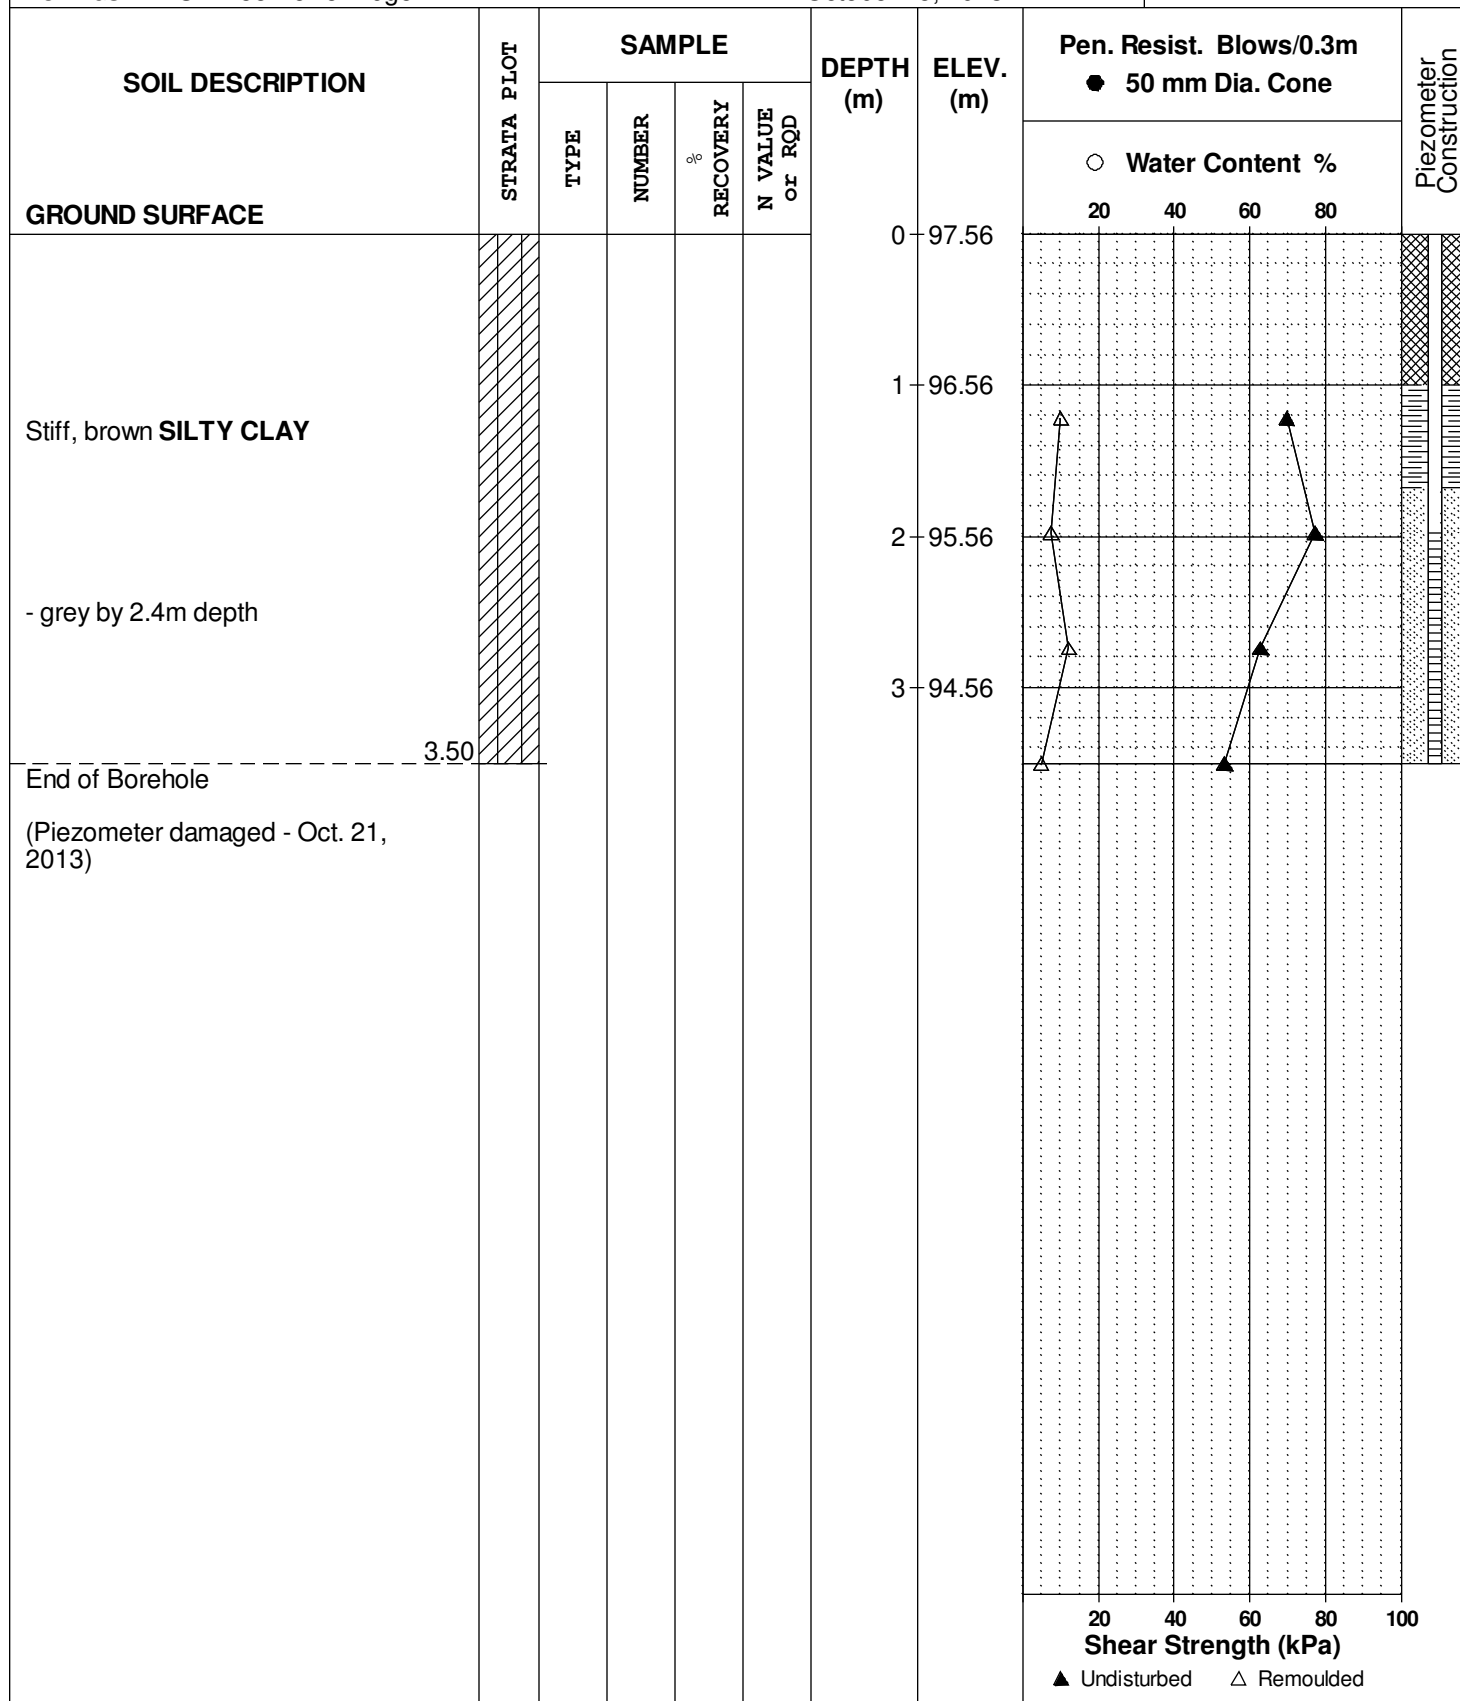 SOIL DESCRIPTION
GROUND SURFACE
STRATA PLOT
SAMPLE
TYPE
NUMBER
%
RECOVERY
N VALUE
or RQD
DEPTH
(m)
ELEV.
(m)
Pen. Resist. Blows/0.3m
● 50 mm Dia. Cone
○ Water Content %
20 40 60 80
Piezometer
Construction
0 97.56
1 96.56
Stiff, brown SILTY CLAY
2 95.56
- grey by 2.4m depth
3 94.56
3.50
End of Borehole
(Piezometer damaged - Oct. 21,
2013)
20 40 60 80 100
Shear Strength (kPa)
▲ Undisturbed △ Remoulded